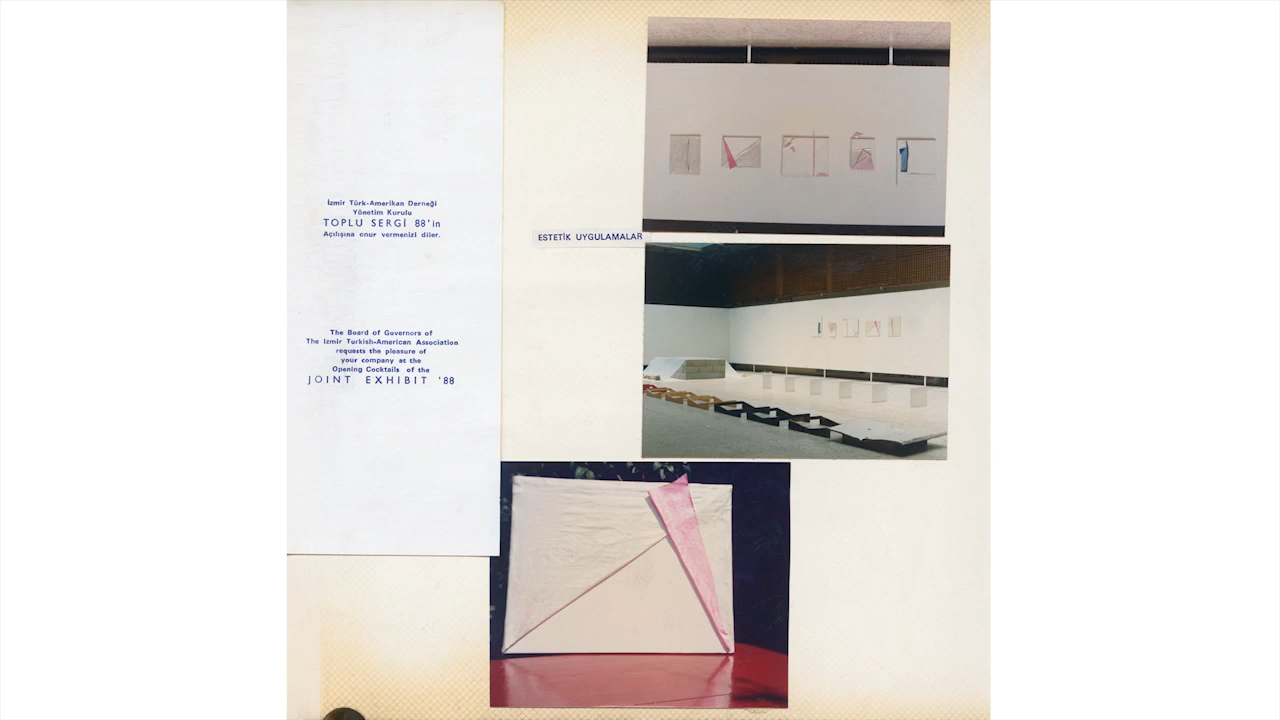 İzmir Türk-Amerikan Derneği
Yönetim Kurulu
TOPLU SERGİ 88'in
Açılışına onur vermenizi diler.
The Board of Governors of
The Izmir Turkish-American Association
requests the pleasure of
your company at the
Opening Cocktails of the
JOINT EXHIBIT '88
ESTETİK UYGULAMALAR